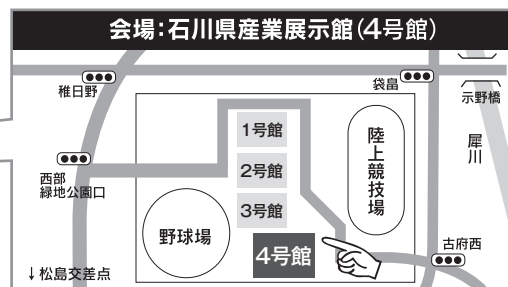 会場：石川県産業展示館（4号館）
稚日野
袋畠
示野橋
1号館
2号館
3号館
4号館
陸上競技場
犀川
西部
緑地公園口
野球場
古府西
↓松島交差点